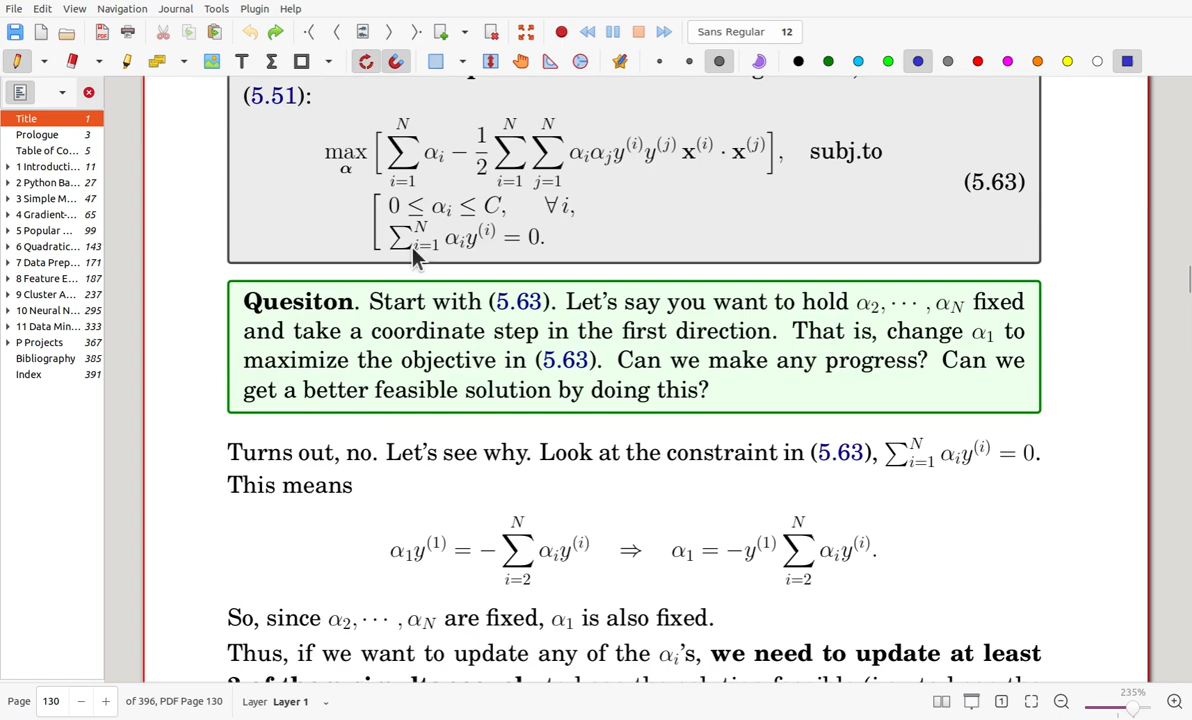 File Edit View Navigation Journal Tools Plugin Help
Sans Regular 12
Title 1
Prologue 3
Table of Co... 5
1 Introducti... 11
2 Python Ba... 27
3 Simple M... 47
4 Gradient-... 65
5 Popular ... 99
6 Quadratic... 143
7 Data Prep... 171
8 Feature E... 187
9 Cluster A... 237
10 Neural N... 295
11 Data Min... 333
P Projects 367
Bibliography 385
Index 391
(5.51):
max_α [ ∑_{i=1}^{N} α_i − 1/2 ∑_{i=1}^{N} ∑_{j=1}^{N} α_i α_j y^{(i)} y^{(j)} x^{(i)} · x^{(j)} ], subj.to
(5.63)
[ 0 ≤ α_i ≤ C, ∀ i,
∑_{i=1}^{N} α_i y^{(i)} = 0.
Quesiton. Start with (5.63). Let's say you want to hold α_2, ··· , α_N fixed
and take a coordinate step in the first direction. That is, change α_1 to
maximize the objective in (5.63). Can we make any progress? Can we
get a better feasible solution by doing this?
Turns out, no. Let's see why. Look at the constraint in (5.63), ∑_{i=1}^{N} α_i y^{(i)} = 0.
This means
α_1 y^{(1)} = − ∑_{i=2}^{N} α_i y^{(i)} ⇒ α_1 = −y^{(1)} ∑_{i=2}^{N} α_i y^{(i)}.
So, since α_2, ··· , α_N are fixed, α_1 is also fixed.
Thus, if we want to update any of the α_i's, we need to update at least
Page 130 − + of 396, PDF Page 130 Layer Layer 1 235%